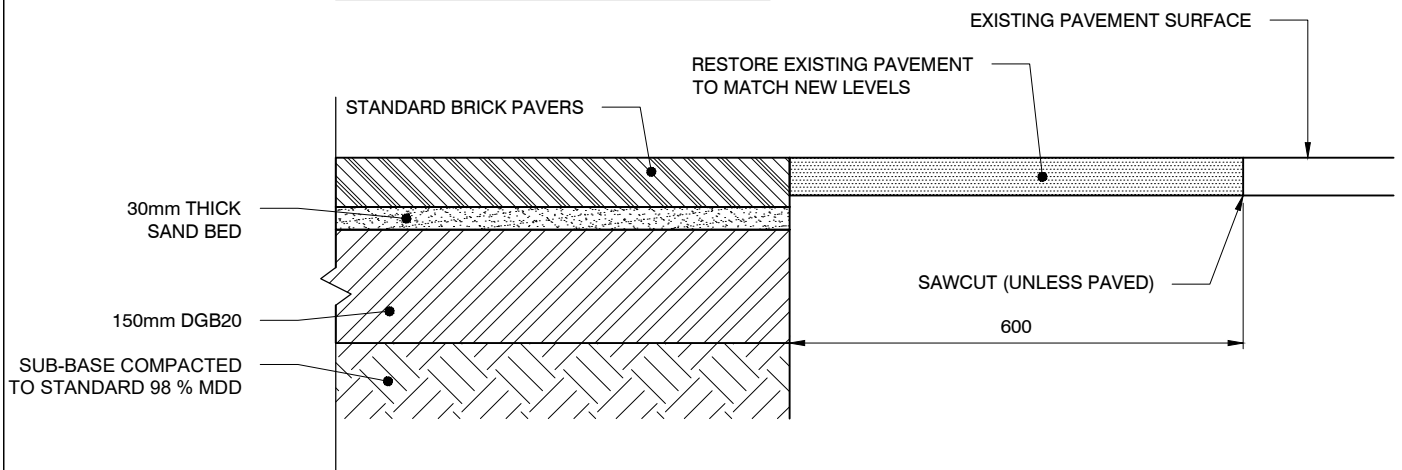 EXISTING PAVEMENT SURFACE
RESTORE EXISTING PAVEMENT
TO MATCH NEW LEVELS
STANDARD BRICK PAVERS
30mm THICK
SAND BED
SAWCUT (UNLESS PAVED)
150mm DGB20
600
SUB-BASE COMPACTED
TO STANDARD 98 % MDD